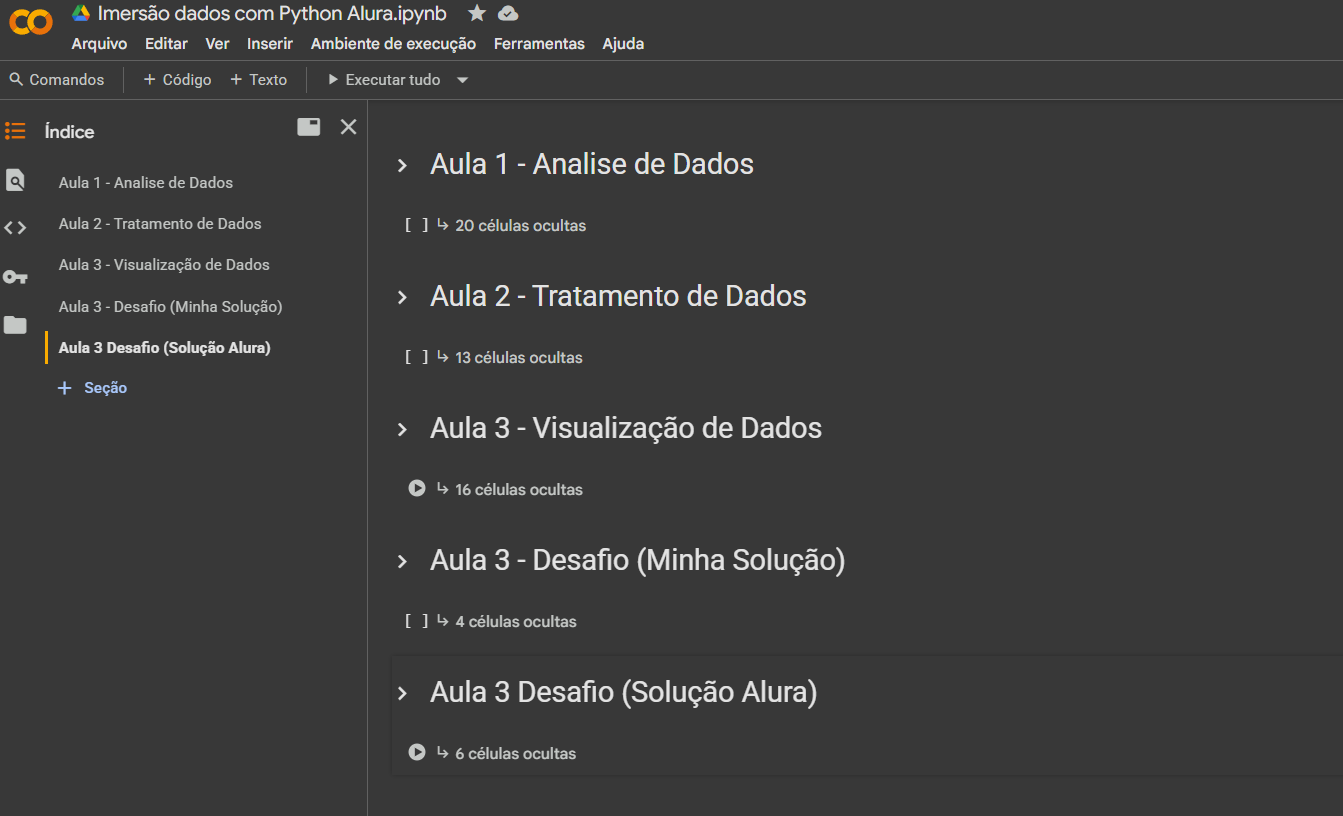 Imersão dados com Python Alura.ipynb
Arquivo Editar Ver Inserir Ambiente de execução Ferramentas Ajuda
Comandos + Código + Texto Executar tudo
Índice
Aula 1 - Analise de Dados
Aula 2 - Tratamento de Dados
Aula 3 - Visualização de Dados
Aula 3 - Desafio (Minha Solução)
Aula 3 Desafio (Solução Alura)
+ Seção
Aula 1 - Analise de Dados
[ ] ↳ 20 células ocultas
Aula 2 - Tratamento de Dados
[ ] ↳ 13 células ocultas
Aula 3 - Visualização de Dados
↳ 16 células ocultas
Aula 3 - Desafio (Minha Solução)
[ ] ↳ 4 células ocultas
Aula 3 Desafio (Solução Alura)
↳ 6 células ocultas